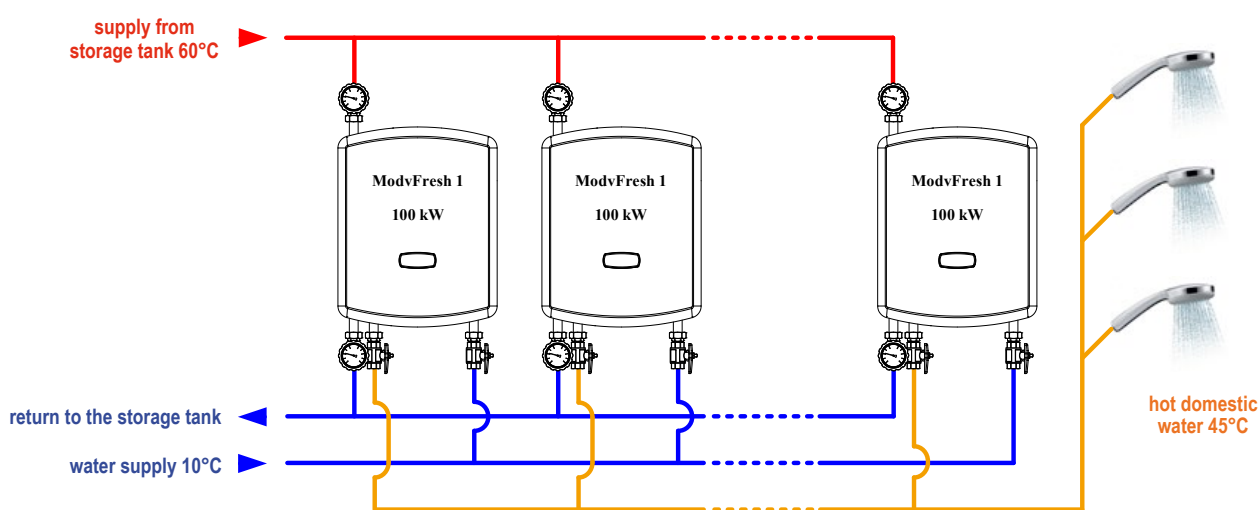 supply from
storage tank 60°C
ModvFresh 1
100 kW
ModvFresh 1
100 kW
ModvFresh 1
100 kW
return to the storage tank
water supply 10°C
hot domestic
water 45°C